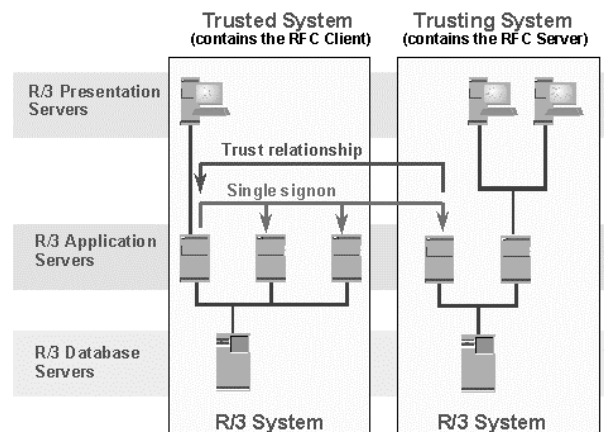 Trusted System
(contains the RFC Client)
Trusting System
(contains the RFC Server)
R/3 Presentation
Servers
Trust relationship
Single signon
R/3 Application
Servers
R/3 Database
Servers
R/3 System
R/3 System